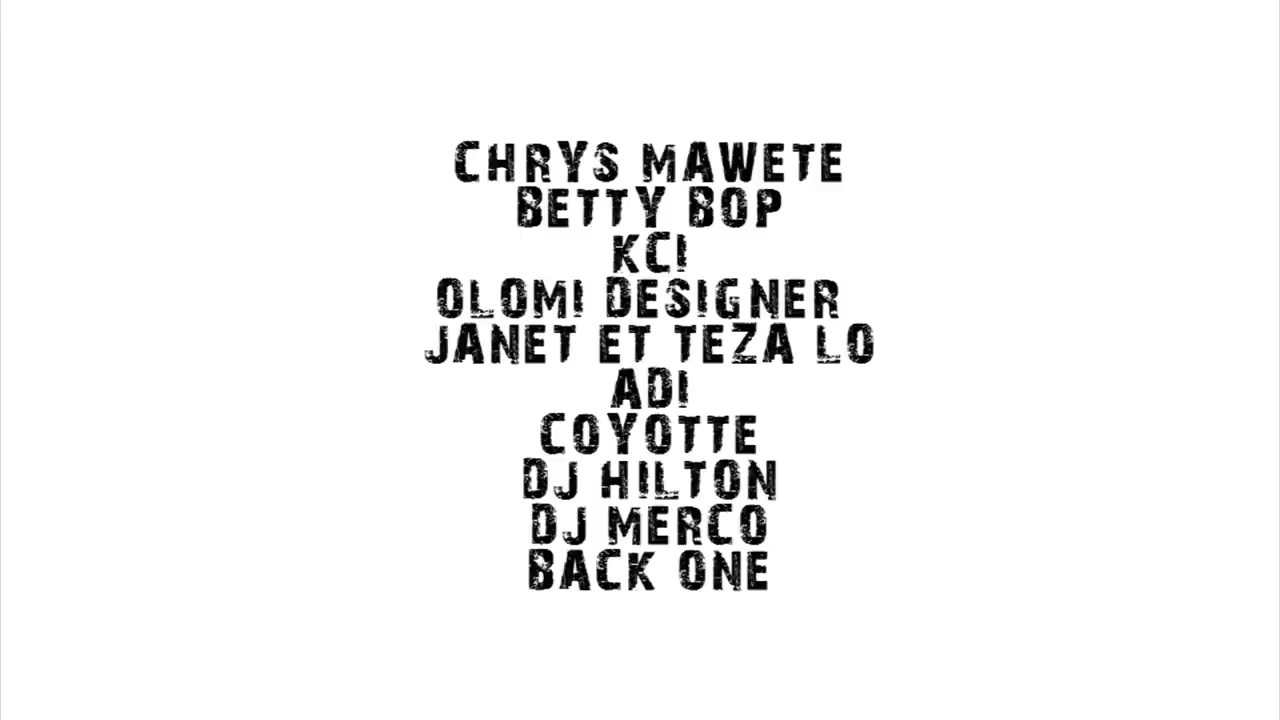 CHRYS MAWETE
BETTY BOP
KCI
OLOMI DESIGNER
JANET ET TEZA LO
ADI
COYOTTE
DJ HILTON
DJ MERCO
BACK ONE